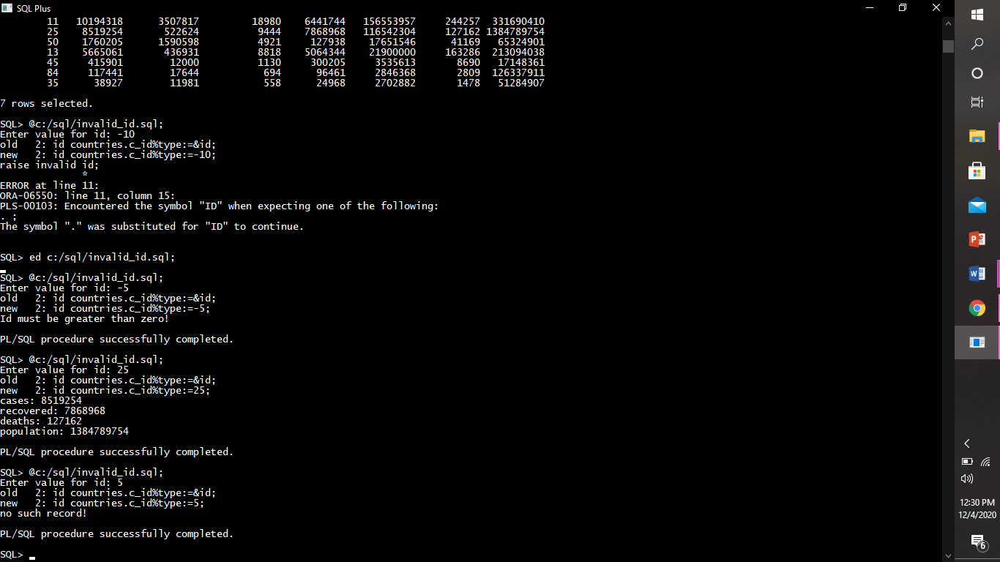 SQL Plus
11 10194318 3507817 18980 6441744 156553957 244257 331690410
25 8519254 522624 9444 7868968 116542304 127162 1384789754
50 1760205 1590598 4921 127938 17651546 41169 65324901
13 5665061 436931 8818 5064344 21900000 163286 213094038
45 415901 12000 1130 300205 3535613 8690 17148361
84 117441 17644 694 96461 2846368 2809 126337911
35 38927 11981 558 24968 2702882 1478 51284907
7 rows selected.
SQL> @c:/sql/invalid_id.sql;
Enter value for id: -10
old   2: id countries.c_id%type:=&id;
new   2: id countries.c_id%type:=-10;
raise invalid id;
*
ERROR at line 11:
ORA-06550: line 11, column 15:
PLS-00103: Encountered the symbol "ID" when expecting one of the following:
. ;
The symbol "." was substituted for "ID" to continue.
SQL> ed c:/sql/invalid_id.sql;
SQL> @c:/sql/invalid_id.sql;
Enter value for id: -5
old   2: id countries.c_id%type:=&id;
new   2: id countries.c_id%type:=-5;
Id must be greater than zero!
PL/SQL procedure successfully completed.
SQL> @c:/sql/invalid_id.sql;
Enter value for id: 25
old   2: id countries.c_id%type:=&id;
new   2: id countries.c_id%type:=25;
cases: 8519254
recovered: 7868968
deaths: 127162
population: 1384789754
PL/SQL procedure successfully completed.
SQL> @c:/sql/invalid_id.sql;
Enter value for id: 5
old   2: id countries.c_id%type:=&id;
new   2: id countries.c_id%type:=5;
no such record!
PL/SQL procedure successfully completed.
SQL>
12:30 PM
12/4/2020
6